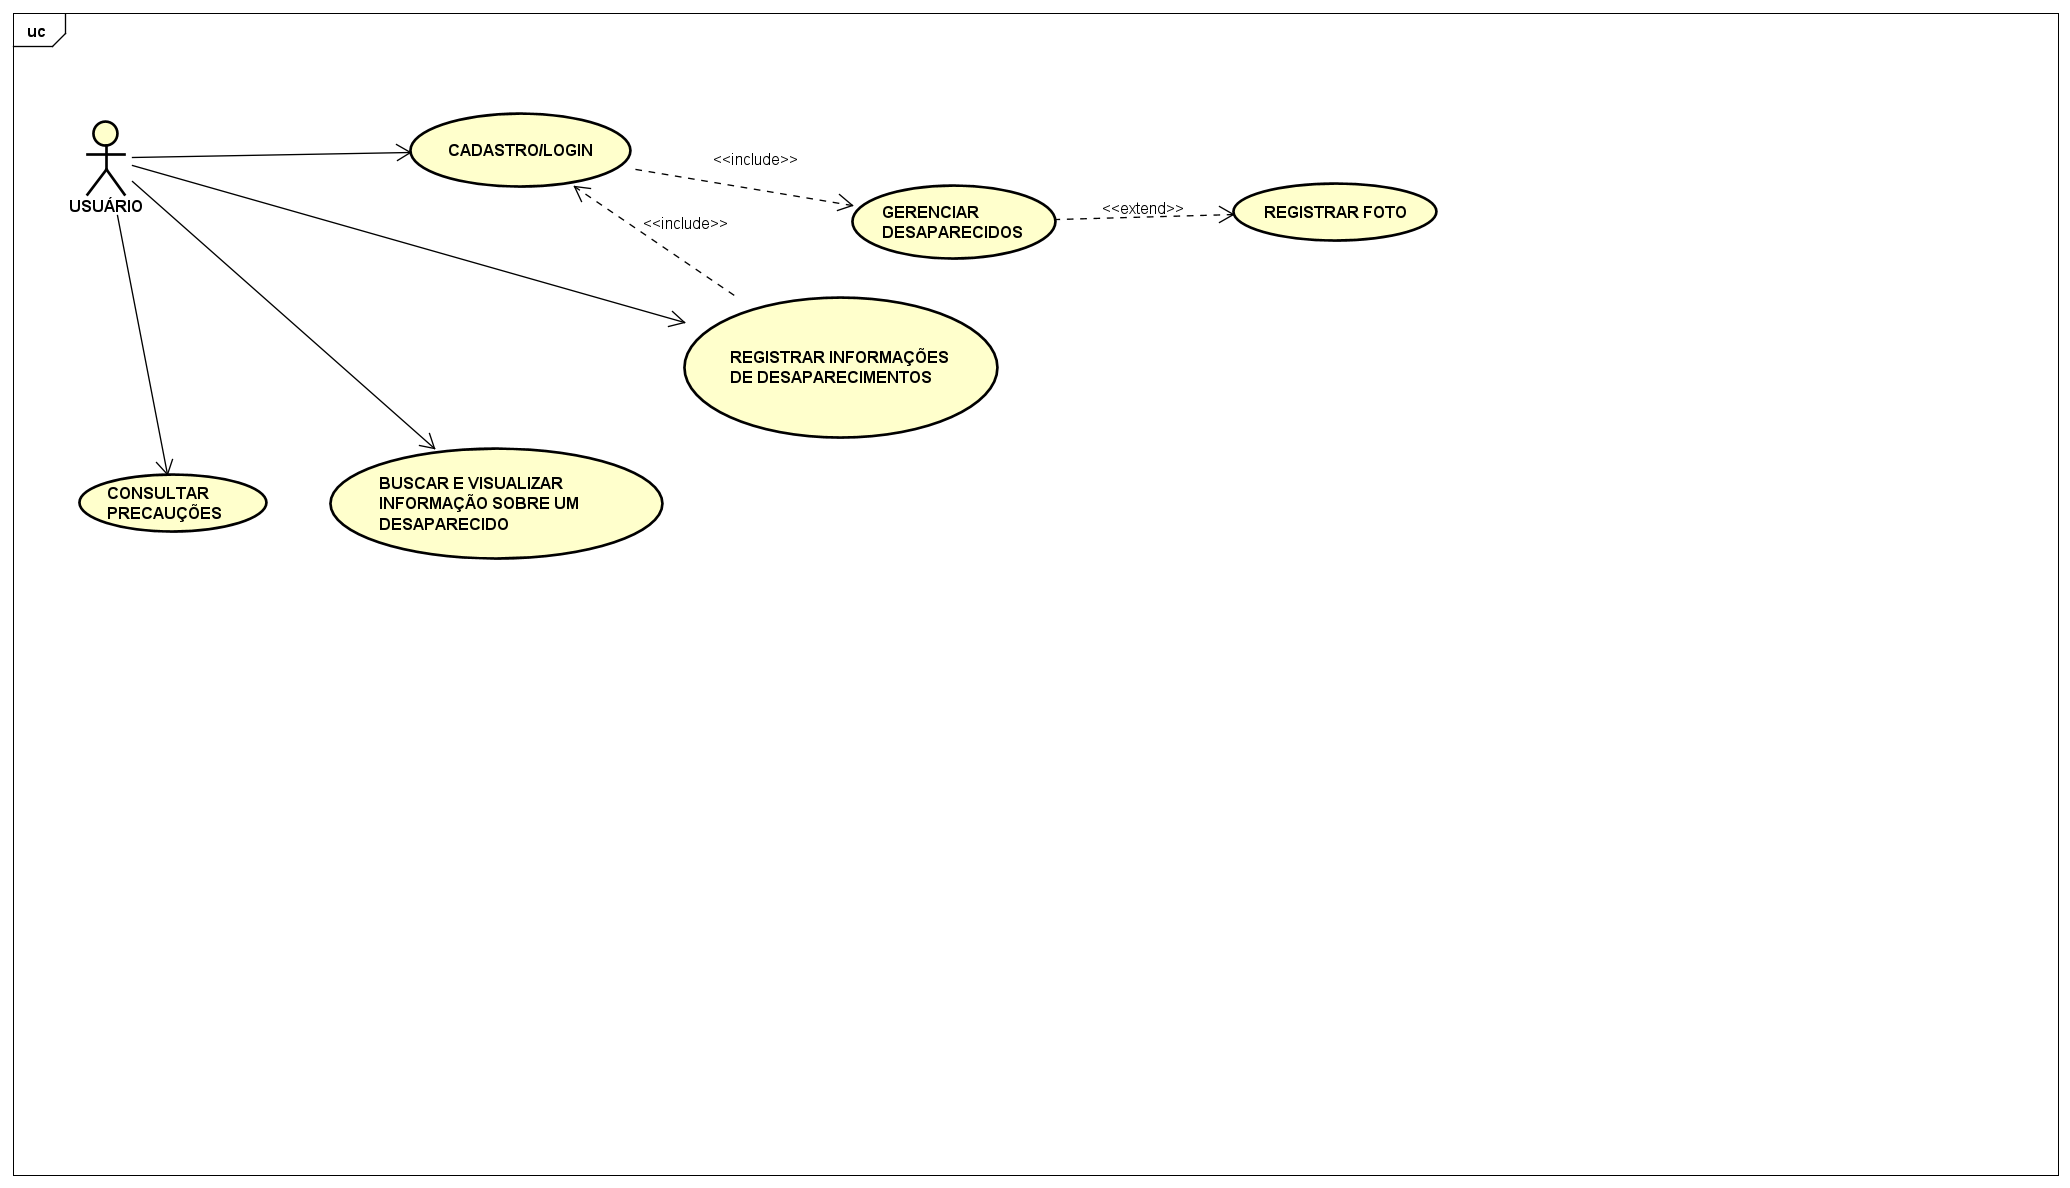 uc
CADASTRO/LOGIN
<<include>>
USUÁRIO
<<include>>
GERENCIAR
DESAPARECIDOS
<<extend>>
REGISTRAR FOTO
REGISTRAR INFORMAÇÕES
DE DESAPARECIMENTOS
CONSULTAR
PRECAUÇÕES
BUSCAR E VISUALIZAR
INFORMAÇÃO SOBRE UM
DESAPARECIDO